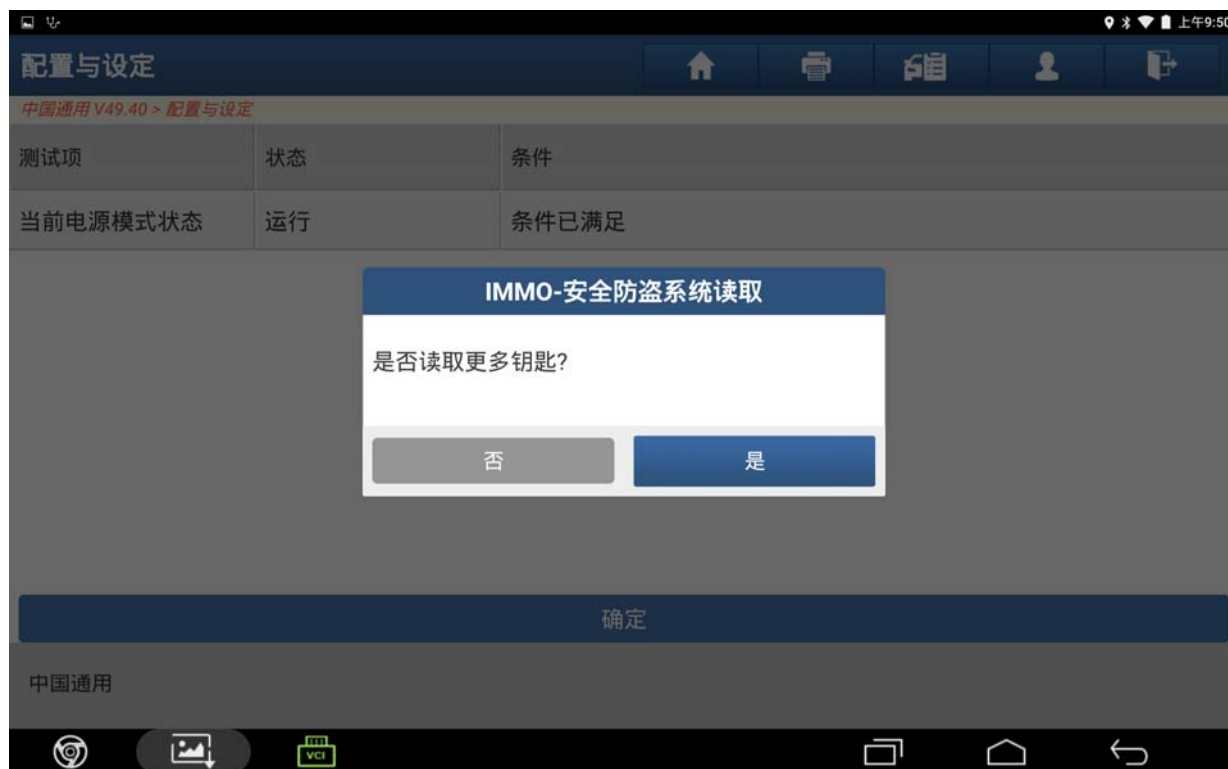 上午9:50
配置与设定
中国通用 V49.40 > 配置与设定
测试项 状态 条件
当前电源模式状态 运行 条件已满足
IMMO-安全防盗系统读取
是否读取更多钥匙?
否 是
确定
中国通用
VCI